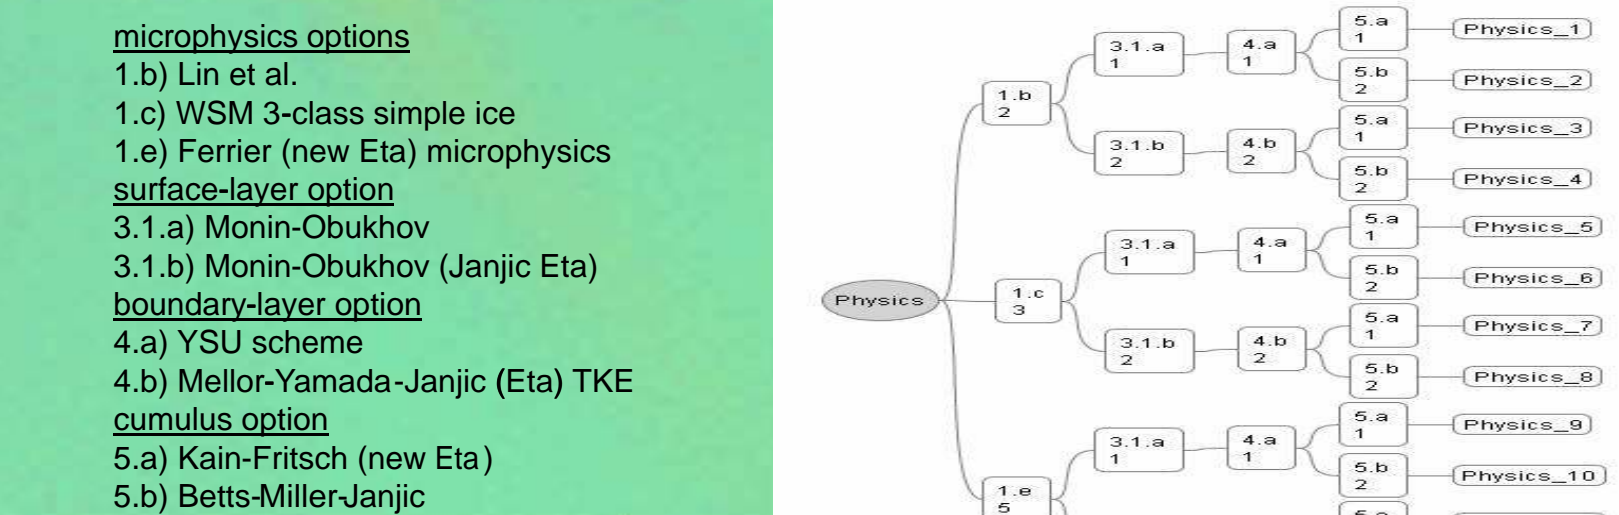 microphysics options
1.b) Lin et al.
1.c) WSM 3-class simple ice
1.e) Ferrier (new Eta) microphysics
surface-layer option
3.1.a) Monin-Obukhov
3.1.b) Monin-Obukhov (Janjic Eta)
boundary-layer option
4.a) YSU scheme
4.b) Mellor-Yamada-Janjic (Eta) TKE
cumulus option
5.a) Kain-Fritsch (new Eta)
5.b) Betts-Miller-Janjic
Physics
1.b
2
3.1.a
1
4.a
1
5.a
1
Physics_1
5.b
2
Physics_2
3.1.b
2
4.b
2
5.a
1
Physics_3
5.b
2
Physics_4
1.c
3
3.1.a
1
4.a
1
5.a
1
Physics_5
5.b
2
Physics_6
3.1.b
2
4.b
2
5.a
1
Physics_7
5.b
2
Physics_8
1.e
5
3.1.a
1
4.a
1
5.a
1
Physics_9
5.b
2
Physics_10